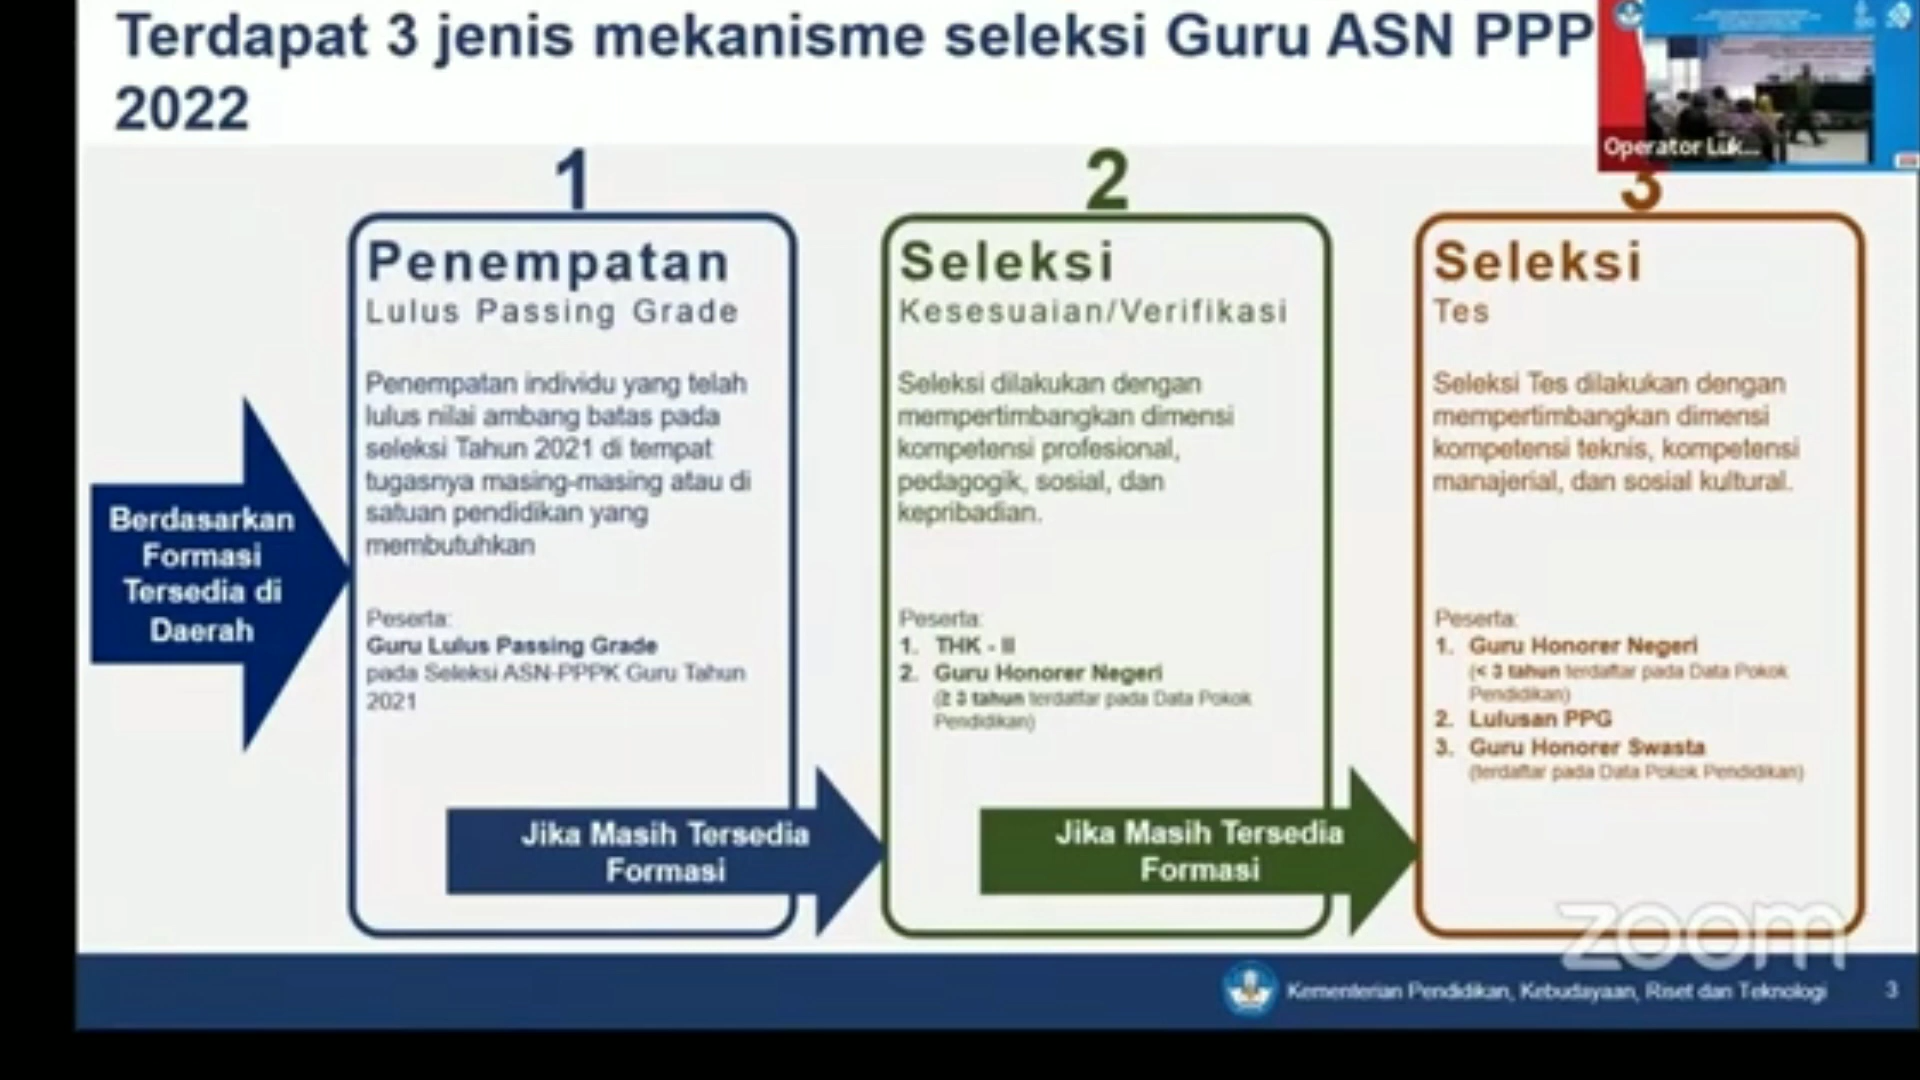 Terdapat 3 jenis mekanisme seleksi Guru ASN PPP
2022
Operator Luk...
1
2
3
Berdasarkan
Formasi
Tersedia di
Daerah
Penempatan
Lulus Passing Grade
Penempatan individu yang telah
lulus nilai ambang batas pada
seleksi Tahun 2021 di tempat
tugasnya masing-masing atau di
satuan pendidikan yang
membutuhkan
Peserta:
Guru Lulus Passing Grade
pada Seleksi ASN-PPPK Guru Tahun
2021
Jika Masih Tersedia
Formasi
Seleksi
Kesesuaian/Verifikasi
Seleksi dilakukan dengan
mempertimbangkan dimensi
kompetensi profesional,
pedagogik, sosial, dan
kepribadian.
Peserta:
1. THK - II
2. Guru Honorer Negeri
(≥ 3 tahun terdaftar pada Data Pokok
Pendidikan)
Jika Masih Tersedia
Formasi
Seleksi
Tes
Seleksi Tes dilakukan dengan
mempertimbangkan dimensi
kompetensi teknis, kompetensi
manajerial, dan sosial kultural.
Peserta:
1. Guru Honorer Negeri
(< 3 tahun terdaftar pada Data Pokok
Pendidikan)
2. Lulusan PPG
3. Guru Honorer Swasta
(terdaftar pada Data Pokok Pendidikan)
zoom
Kementerian Pendidikan, Kebudayaan, Riset dan Teknologi
3